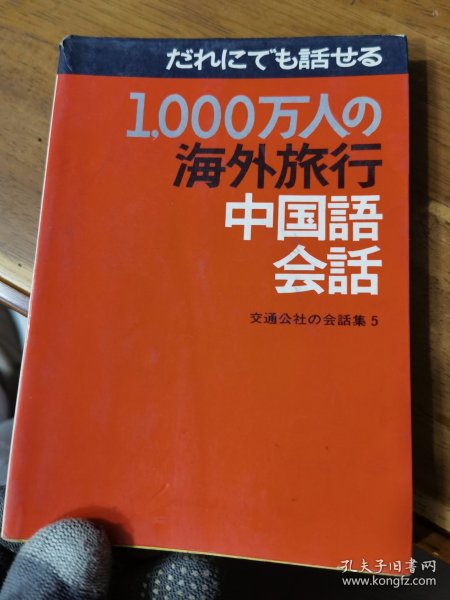 だれにでも話せる
1,000万人の
海外旅行
中国語
会話
交通公社の会話集5
孔夫子旧书网
www.kongfz.com